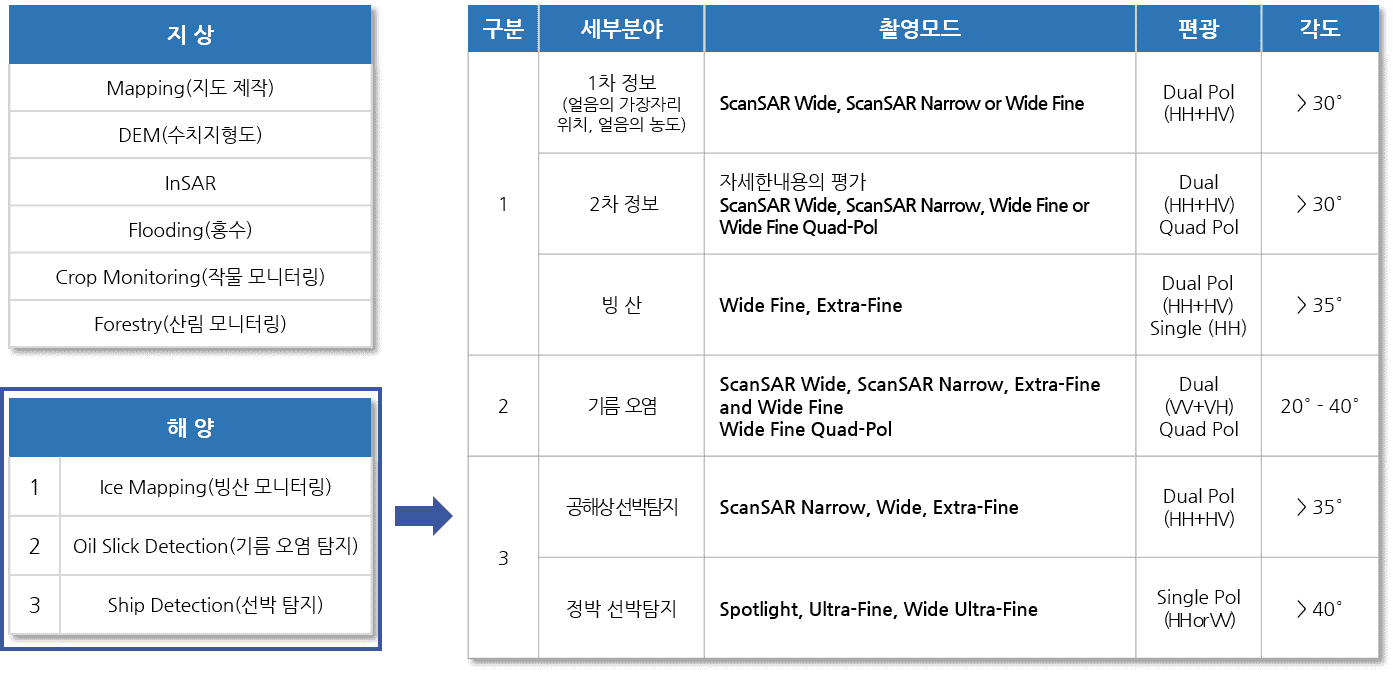 지 상
Mapping(지도 제작)
DEM(수치지형도)
InSAR
Flooding(홍수)
Crop Monitoring(작물 모니터링)
Forestry(산림 모니터링)
해 양
1 Ice Mapping(빙산 모니터링)
2 Oil Slick Detection(기름 오염 탐지)
3 Ship Detection(선박 탐지)
구분 세부분야 촬영모드 편광 각도
1
1차 정보
(얼음의 가장자리
위치, 얼음의 농도)
ScanSAR Wide, ScanSAR Narrow or Wide Fine
Dual Pol
(HH+HV)
> 30°
2차 정보
자세한내용의 평가
ScanSAR Wide, ScanSAR Narrow, Wide Fine or
Wide Fine Quad-Pol
Dual
(HH+HV)
Quad Pol
> 30°
빙 산
Wide Fine, Extra-Fine
Dual Pol
(HH+HV)
Single (HH)
> 35°
2
기름 오염
ScanSAR Wide, ScanSAR Narrow, Extra-Fine
and Wide Fine
Wide Fine Quad-Pol
Dual
(VV+VH)
Quad Pol
20° - 40°
3
공해상 선박탐지
ScanSAR Narrow, Wide, Extra-Fine
Dual Pol
(HH+HV)
> 35°
정박 선박탐지
Spotlight, Ultra-Fine, Wide Ultra-Fine
Single Pol
(HH or VV)
> 40°